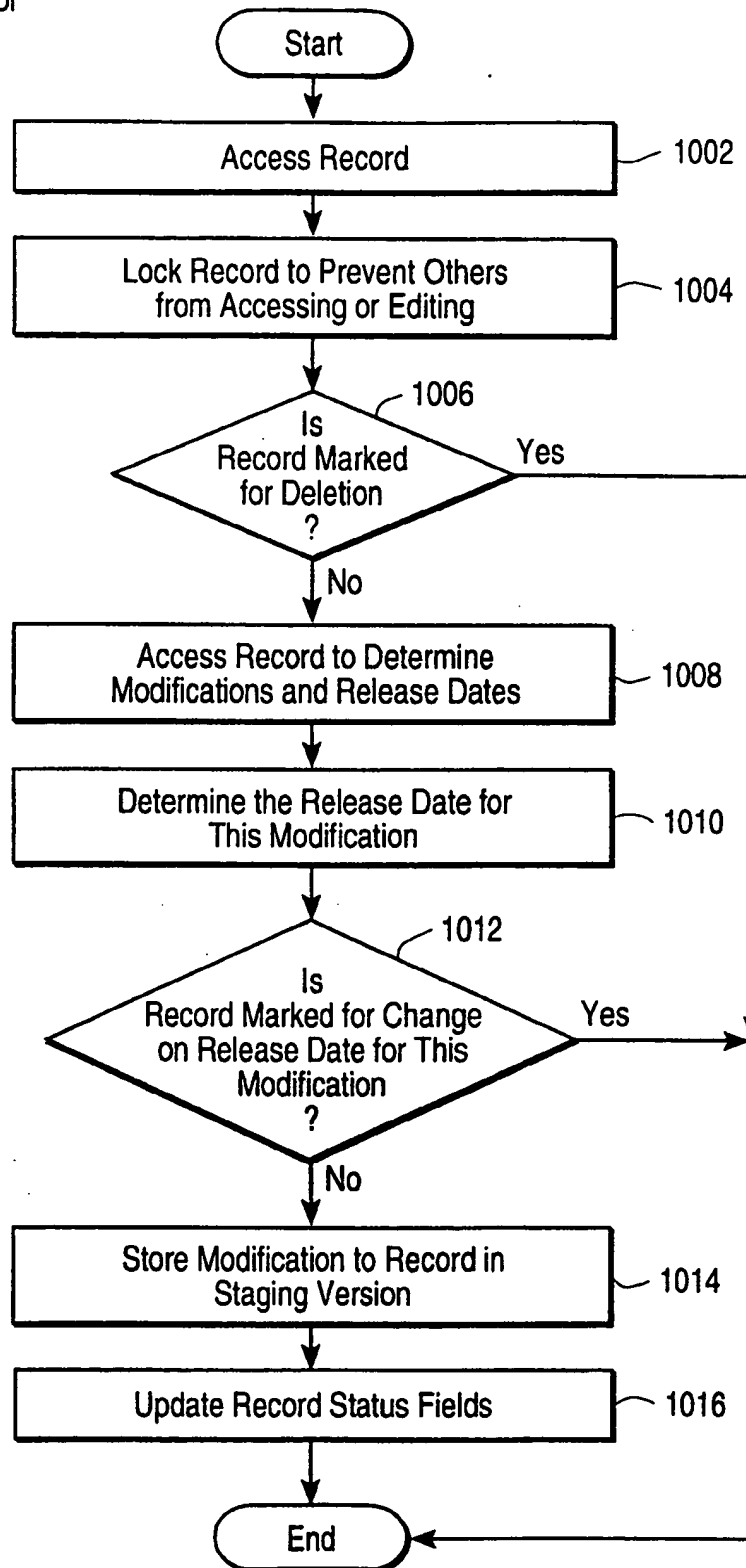 Start
Access Record
1002
Lock Record to Prevent Others
from Accessing or Editing
1004
1006
Is
Record Marked
for Deletion
?
Yes
No
Access Record to Determine
Modifications and Release Dates
1008
Determine the Release Date for
This Modification
1010
1012
Is
Record Marked for Change
on Release Date for This
Modification
?
Yes
No
Store Modification to Record in
Staging Version
1014
Update Record Status Fields
1016
End